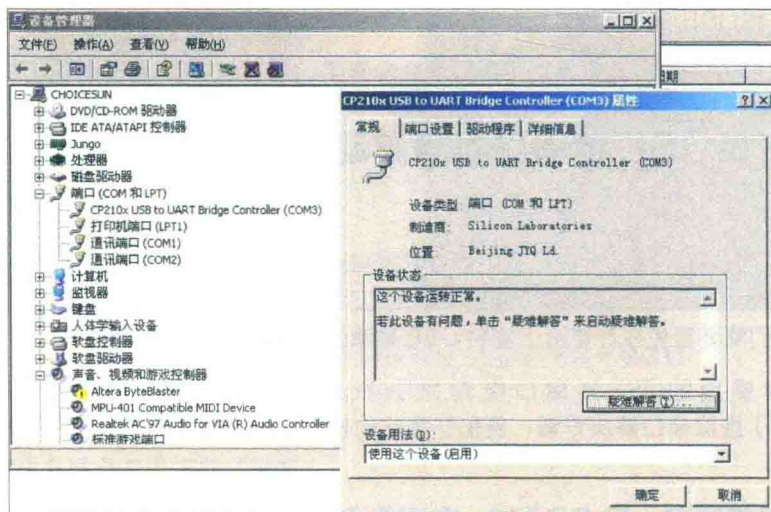 设备管理器
文件(F) 操作(A) 查看(V) 帮助(H)
CHOICESUN
DVD/CD-ROM 驱动器
IDE ATA/ATAPI 控制器
Jungo
处理器
磁盘驱动器
端口 (COM 和 LPT)
CP210x USB to UART Bridge Controller (COM3)
打印机端口 (LPT1)
通讯端口 (COM1)
通讯端口 (COM2)
计算机
监视器
键盘
人体学输入设备
软盘控制器
软盘驱动器
声音、视频和游戏控制器
Altera ByteBlaster
MPU-401 Compatible MIDI Device
Realtek AC'97 Audio for VIA (R) Audio Controller
标准游戏端口
CP210x USB to UART Bridge Controller (COM3) 属性
常规 端口设置 驱动程序 详细信息
CP210x USB to UART Bridge Controller (COM3)
设备类型: 端口 (COM 和 LPT)
制造商: Silicon Laboratories
位置: Beijing JYQ Ld.
设备状态
这个设备运转正常。
若此设备有问题，单击“疑难解答”来启动疑难解答。
疑难解答(T)...
设备用法(D):
使用这个设备(启用)
确定 取消